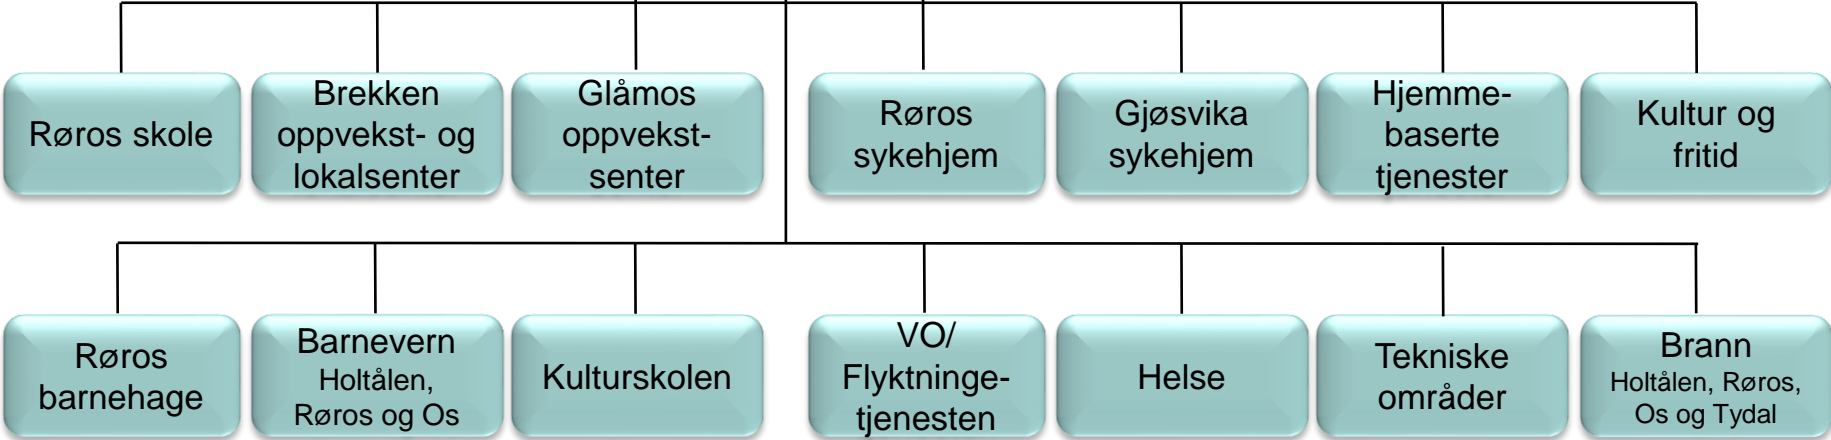 Røros skole
Brekken
oppvekst- og
lokalsenter
Glåmos
oppvekst-
senter
Røros
sykehjem
Gjøsvika
sykehjem
Hjemme-
baserte
tjenester
Kultur og
fritid
Røros
barnehage
Barnevern
Holtålen,
Røros og Os
Kulturskolen
VO/
Flyktninge-
tjenesten
Helse
Tekniske
områder
Brann
Holtålen, Røros,
Os og Tydal